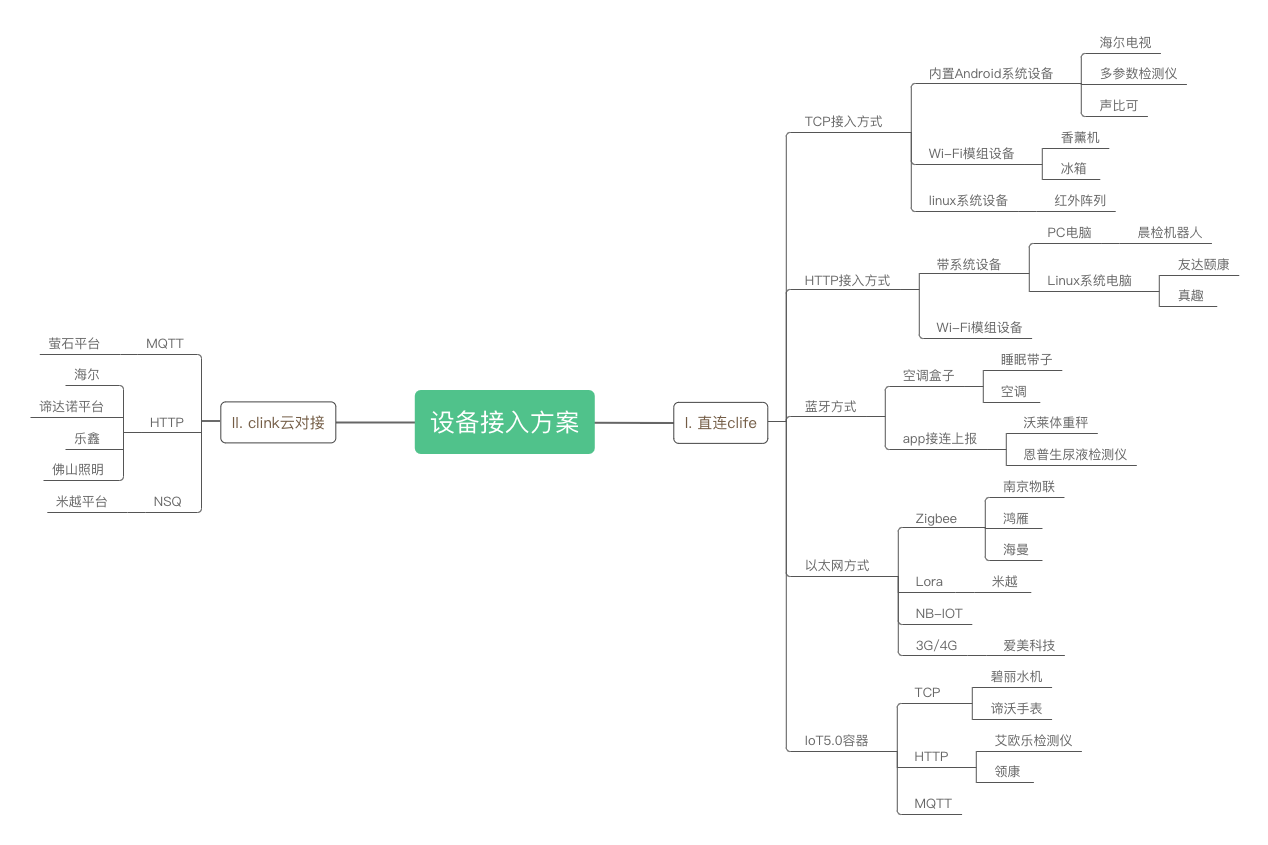 设备接入方案
I. 直连clife
TCP接入方式
内置Android系统设备
海尔电视
多参数检测仪
声比可
Wi-Fi模组设备
香薰机
冰箱
linux系统设备
红外阵列
HTTP接入方式
带系统设备
PC电脑
晨检机器人
Linux系统电脑
友达颐康
真趣
Wi-Fi模组设备
蓝牙方式
空调盒子
睡眠带子
空调
app接连上报
沃莱体重秤
恩普生尿液检测仪
以太网方式
Zigbee
南京物联
鸿雁
海曼
Lora
米越
NB-IOT
3G/4G
爱美科技
IoT5.0容器
TCP
碧丽水机
谛沃手表
HTTP
艾欧乐检测仪
领康
MQTT
II. clink云对接
MQTT
萤石平台
HTTP
海尔
谛达诺平台
乐鑫
佛山照明
NSQ
米越平台